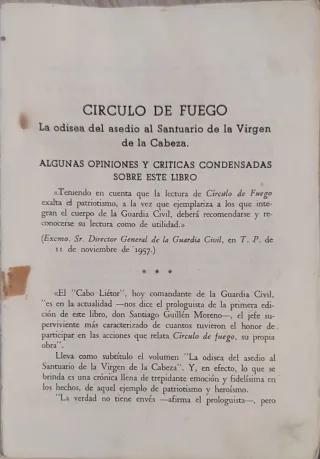 CIRCULO DE FUEGO
La odisea del asedio al Santuario de la Virgen
de la Cabeza.
ALGUNAS OPINIONES Y CRITICAS CONDENSADAS
SOBRE ESTE LIBRO
«Teniendo en cuenta que la lectura de Círculo de Fuego
exalta el patriotismo, a la vez que ejemplariza a los que inte-
gran el cuerpo de la Guardia Civil, deberá recomendarse y re-
conocerse su lectura como de utilidad.»
(Excmo. Sr. Director General de la Guardia Civil, en T. P. de
11 de noviembre de 1957.)
* * *
«El "Cabo Liétor", hoy comandante de la Guardia Civil,
"es en la actualidad —nos dice el prologuista de la primera edi-
ción de este libro, don Santiago Guillén Moreno—, el jefe su-
perviviente más caracterizado de cuantos tuvieron el honor de
participar en las acciones que relata Círculo de fuego, su propia
obra".
Lleva como subtítulo el volumen "La odisea del asedio al
Santuario de la Virgen de la Cabeza". Y, en efecto, lo que se
brinda es una crónica llena de trepidante emoción y fidelísima en
los hechos, de aquel ejemplo de patriotismo y heroísmo.
"La verdad no tiene envés —afirma el prologuista—, pero